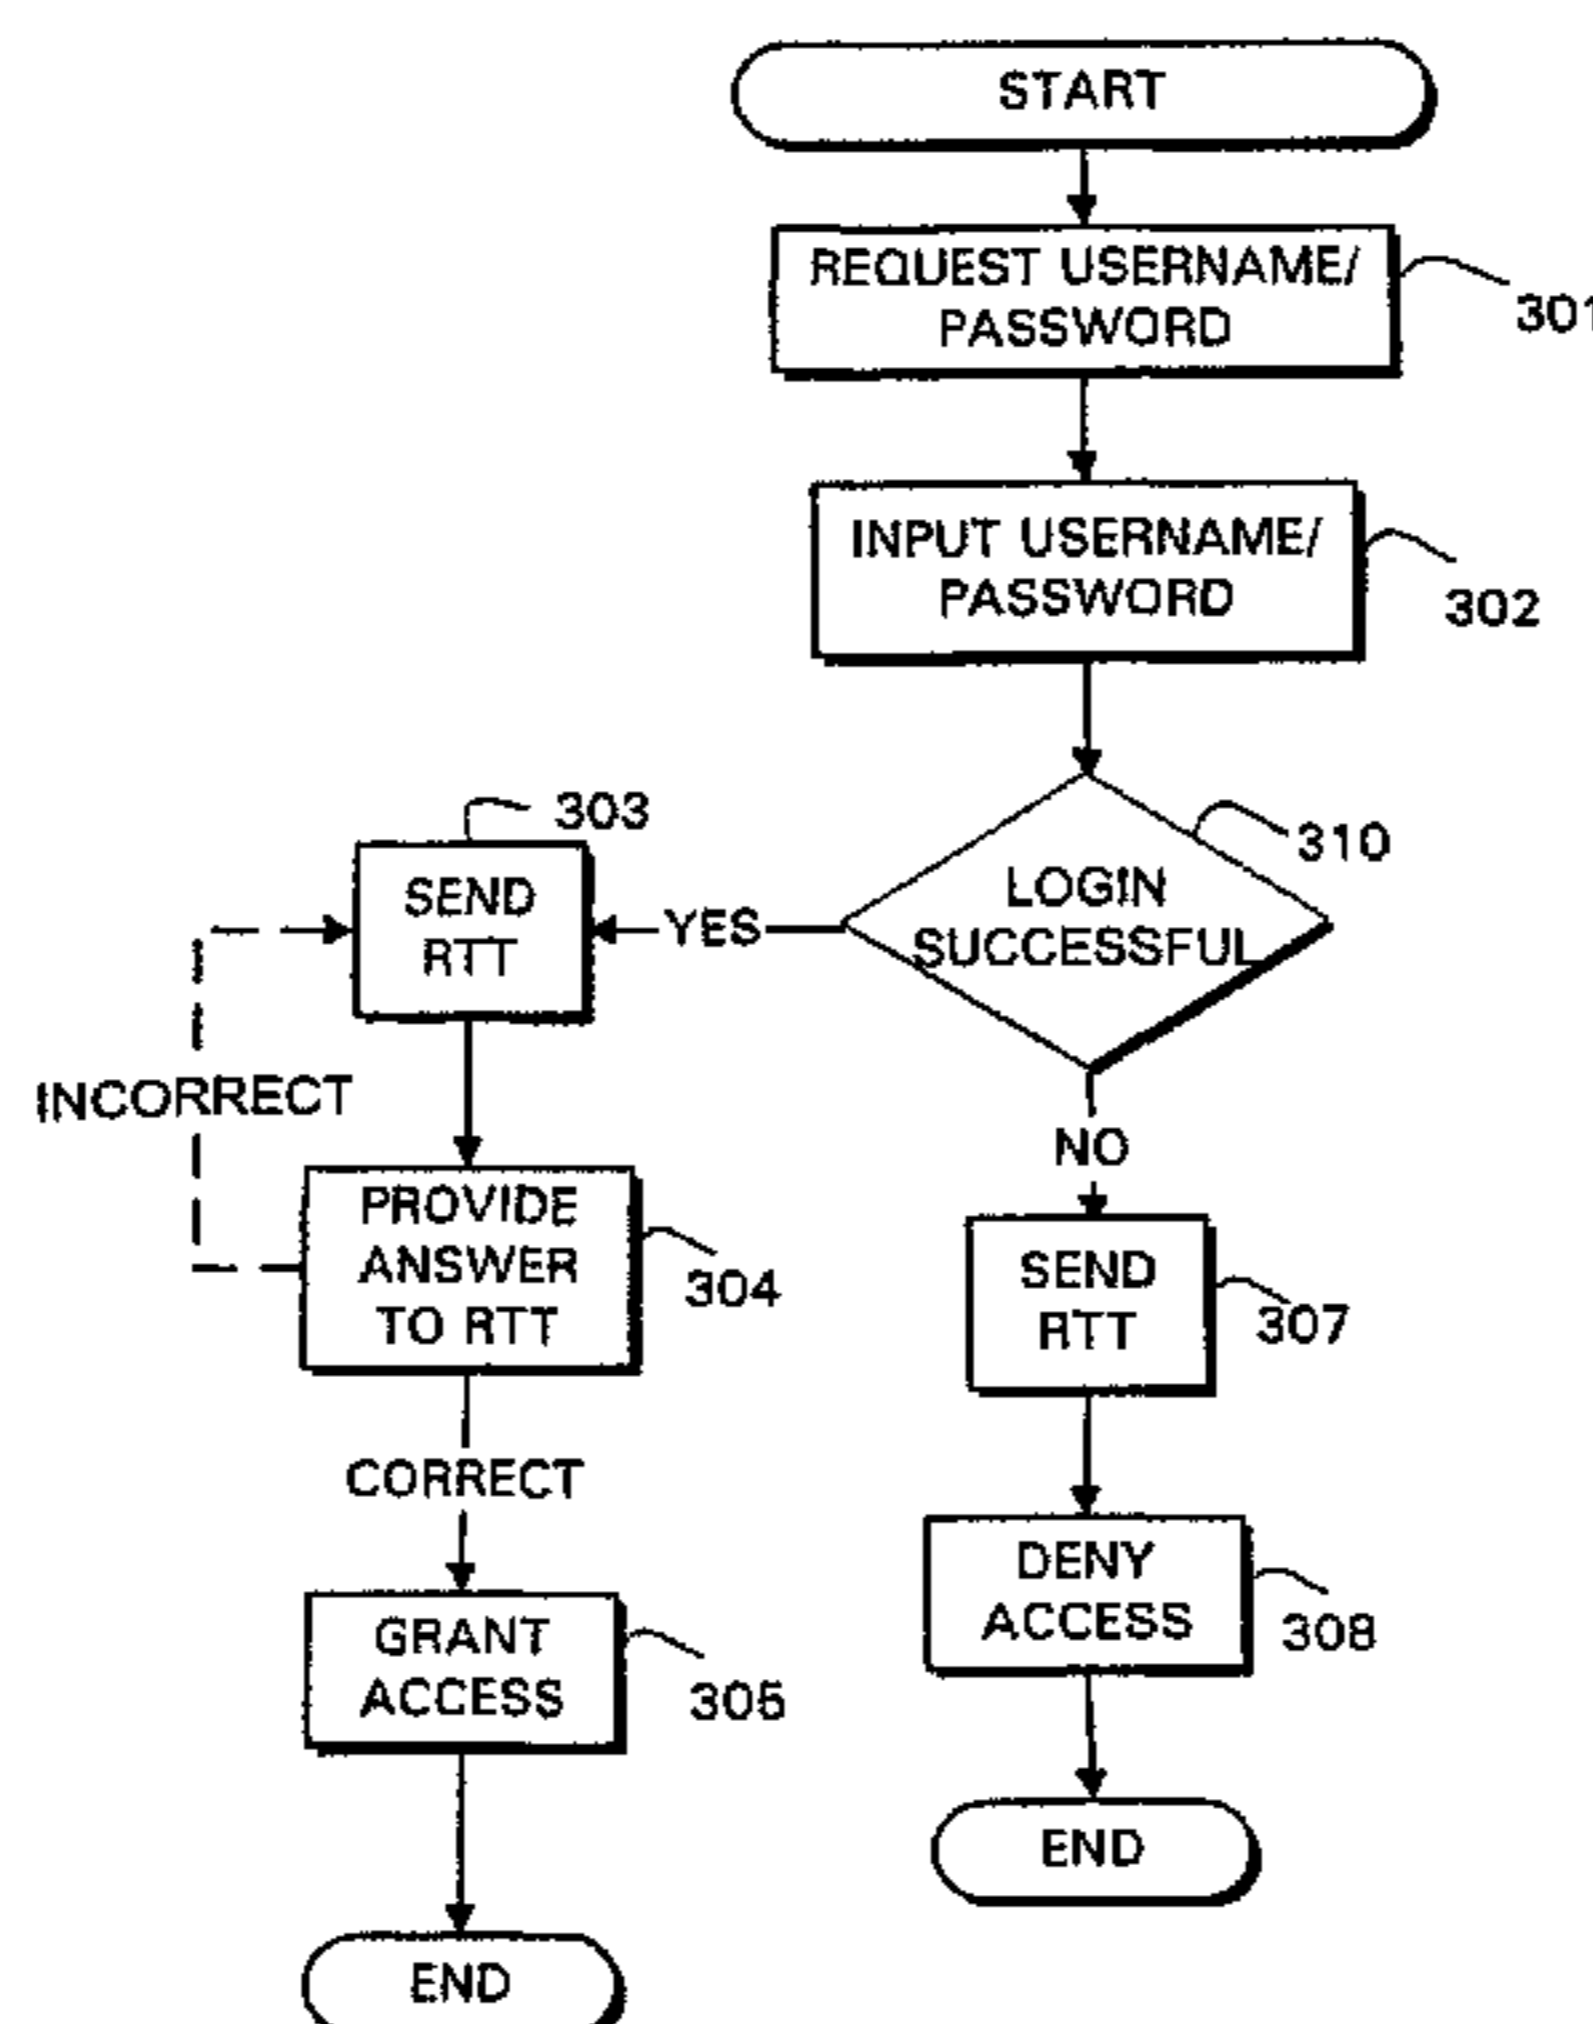 START
REQUEST USERNAME/
PASSWORD
301
INPUT USERNAME/
PASSWORD
302
303
310
SEND
RTT
YES
LOGIN
SUCCESSFUL
INCORRECT
NO
PROVIDE
ANSWER
TO RTT
304
SEND
RTT
307
CORRECT
DENY
ACCESS
308
GRANT
ACCESS
305
END
END